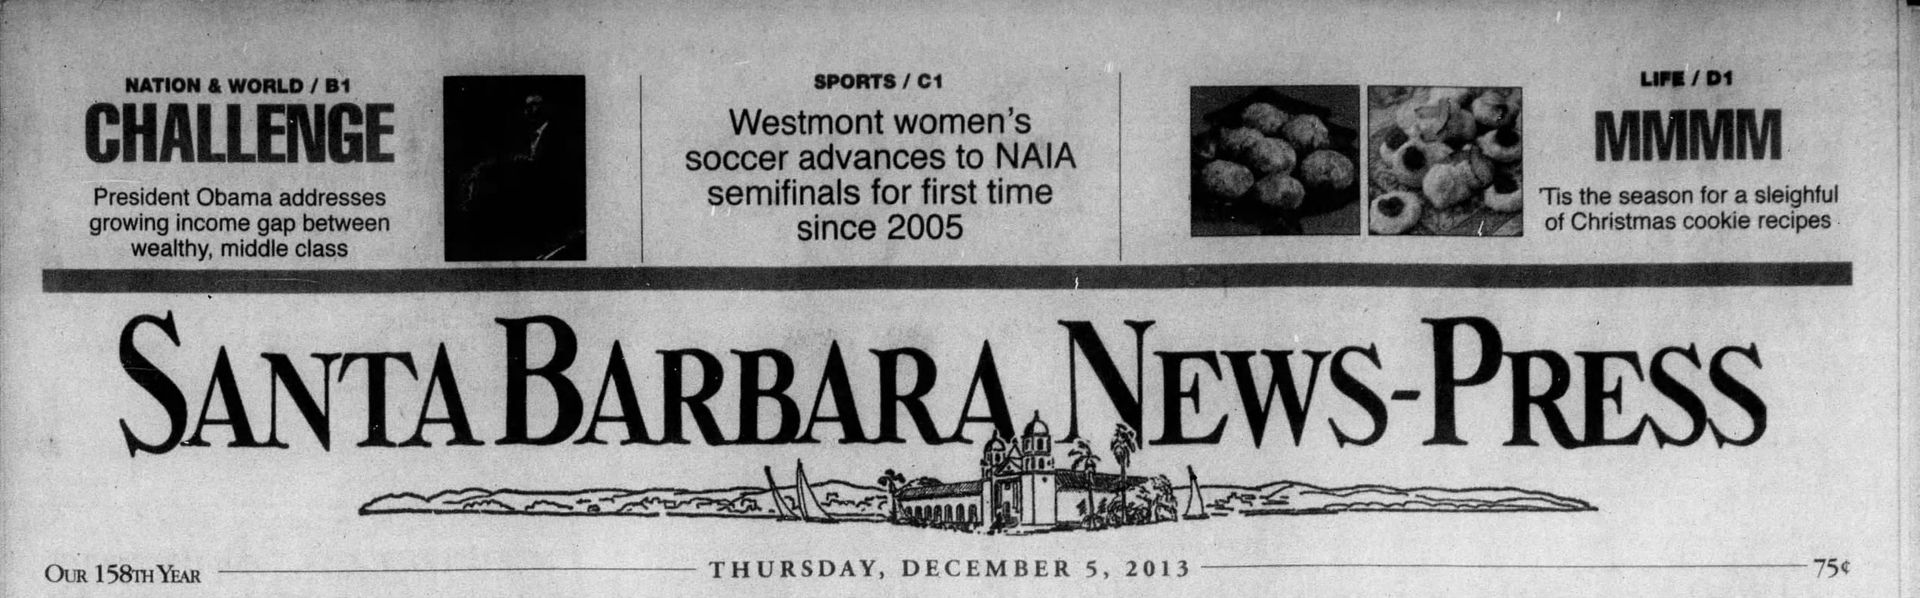 NATION & WORLD / B1
CHALLENGE
President Obama addresses
growing income gap between
wealthy, middle class
SPORTS / C1
Westmont women's
soccer advances to NAIA
semifinals for first time
since 2005
LIFE / D1
MMMM
'Tis the season for a sleighful
of Christmas cookie recipes
SANTA BARBARA NEWS-PRESS
OUR 158TH YEAR
THURSDAY, DECEMBER 5, 2013
75¢